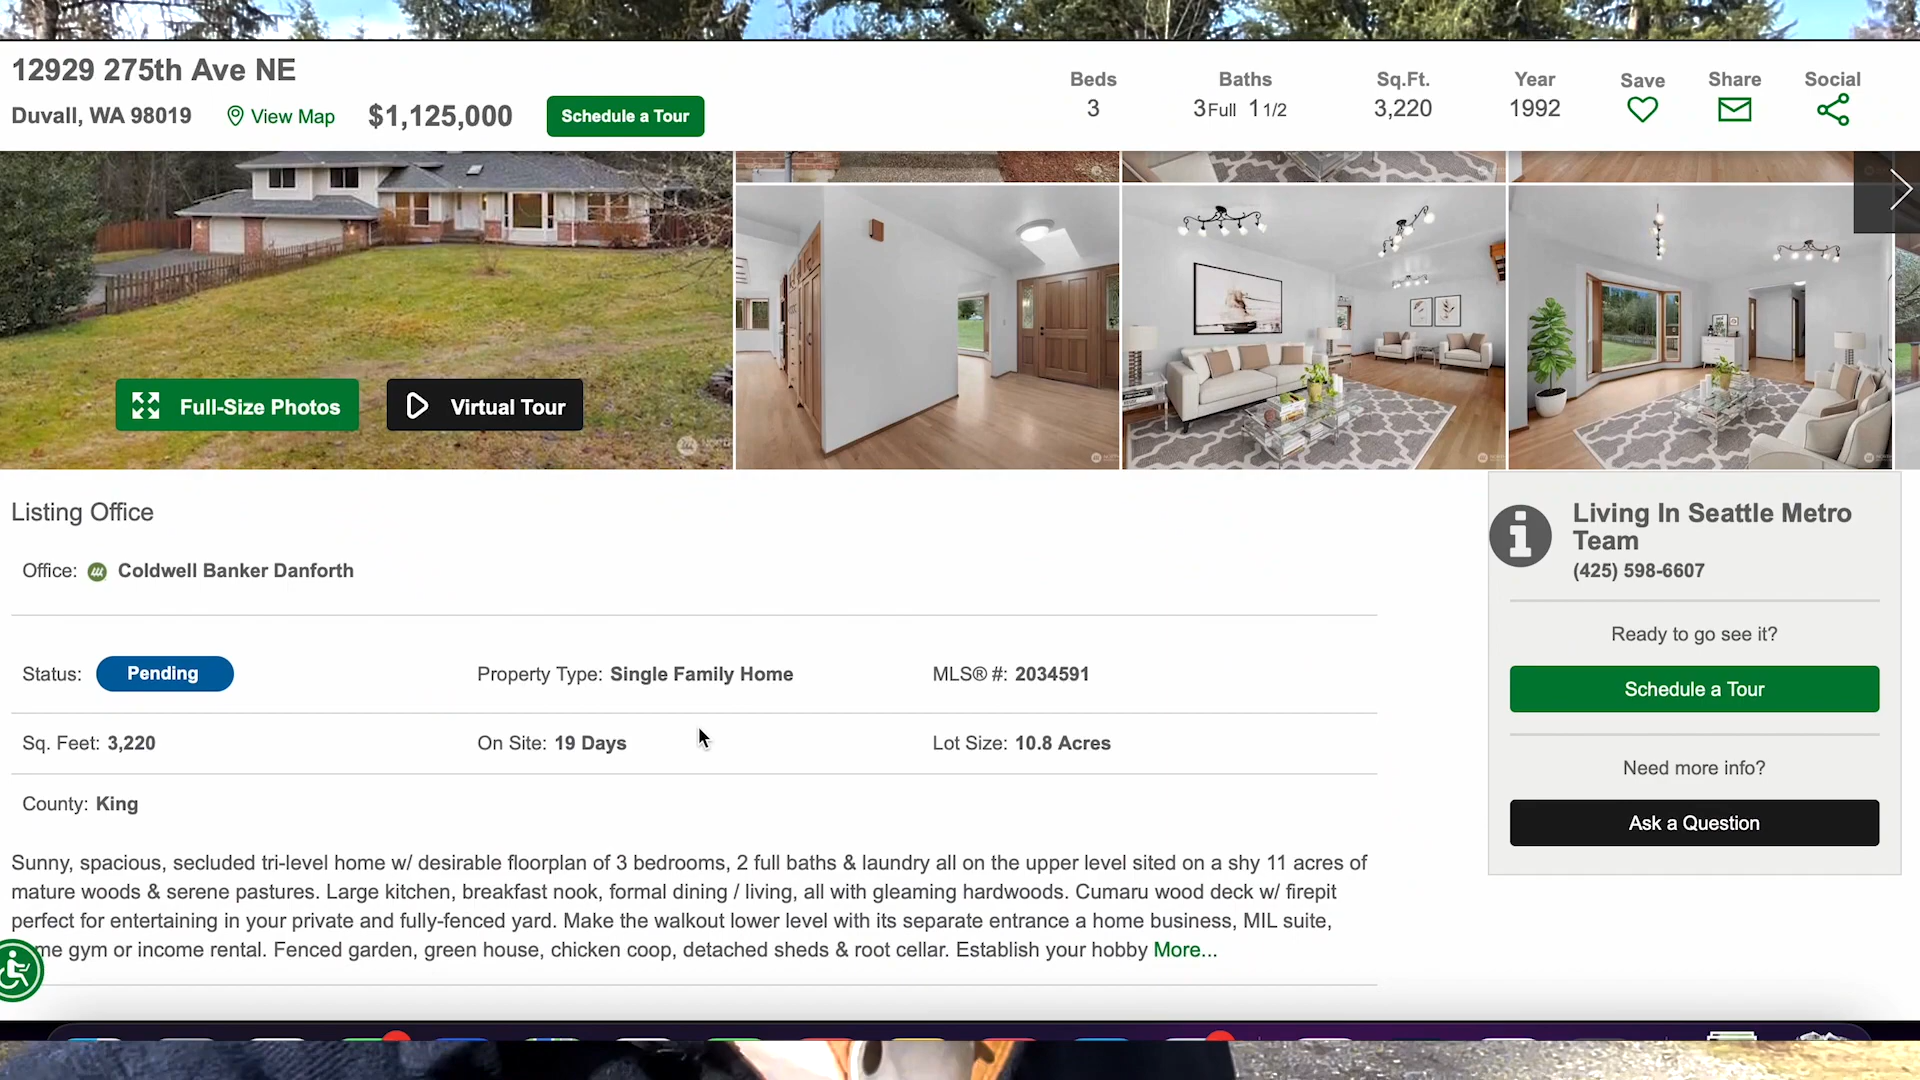 12929 275th Ave NE
Duvall, WA 98019 View Map $1,125,000 Schedule a Tour
Beds
3
Baths
3 Full 1 1/2
Sq.Ft.
3,220
Year
1992
Save
Share
Social
Full-Size Photos
Virtual Tour
Listing Office
Office: Coldwell Banker Danforth
Status: Pending
Property Type: Single Family Home
MLS® #: 2034591
Sq. Feet: 3,220
On Site: 19 Days
Lot Size: 10.8 Acres
County: King
Sunny, spacious, secluded tri-level home w/ desirable floorplan of 3 bedrooms, 2 full baths & laundry all on the upper level sited on a shy 11 acres of
mature woods & serene pastures. Large kitchen, breakfast nook, formal dining / living, all with gleaming hardwoods. Cumaru wood deck w/ firepit
perfect for entertaining in your private and fully-fenced yard. Make the walkout lower level with its separate entrance a home business, MIL suite,
gym or income rental. Fenced garden, green house, chicken coop, detached sheds & root cellar. Establish your hobby More...
Living In Seattle Metro
Team
(425) 598-6607
Ready to go see it?
Schedule a Tour
Need more info?
Ask a Question